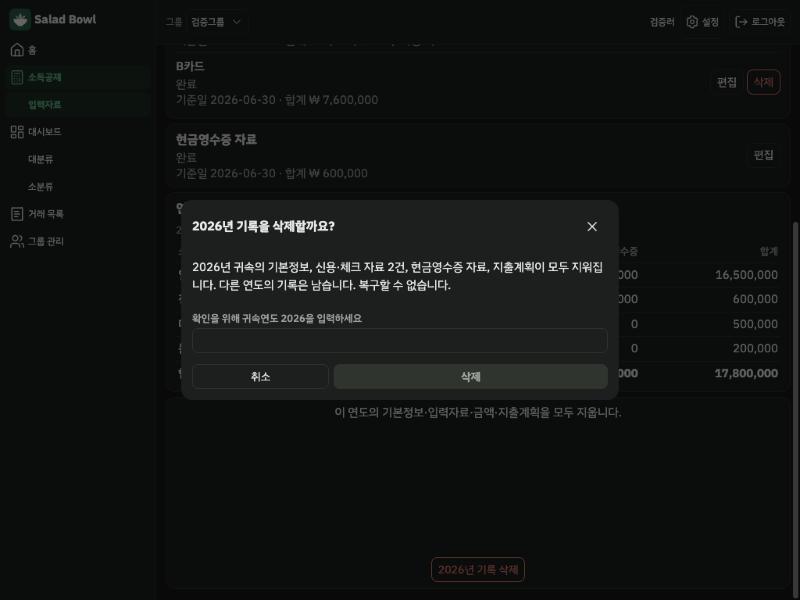 Salad Bowl
그룹 검증그룹
검증러 설정 로그아웃
홈
소득공제
입력자료
대시보드
대분류
소분류
거래 목록
그룹 관리
B카드
완료
기준일 2026-06-30 · 합계 ₩ 7,600,000
편집 삭제
현금영수증 자료
완료
기준일 2026-06-30 · 합계 ₩ 600,000
편집
2026년 기록을 삭제할까요?
2026년 귀속의 기본정보, 신용·체크 자료 2건, 현금영수증 자료, 지출계획이 모두 지워집
니다. 다른 연도의 기록은 남습니다. 복구할 수 없습니다.
확인을 위해 귀속연도 2026을 입력하세요
취소 삭제
수증 합계
000 16,500,000
000 600,000
0 500,000
0 200,000
000 17,800,000
이 연도의 기본정보·입력자료·금액·지출계획을 모두 지웁니다.
2026년 기록 삭제